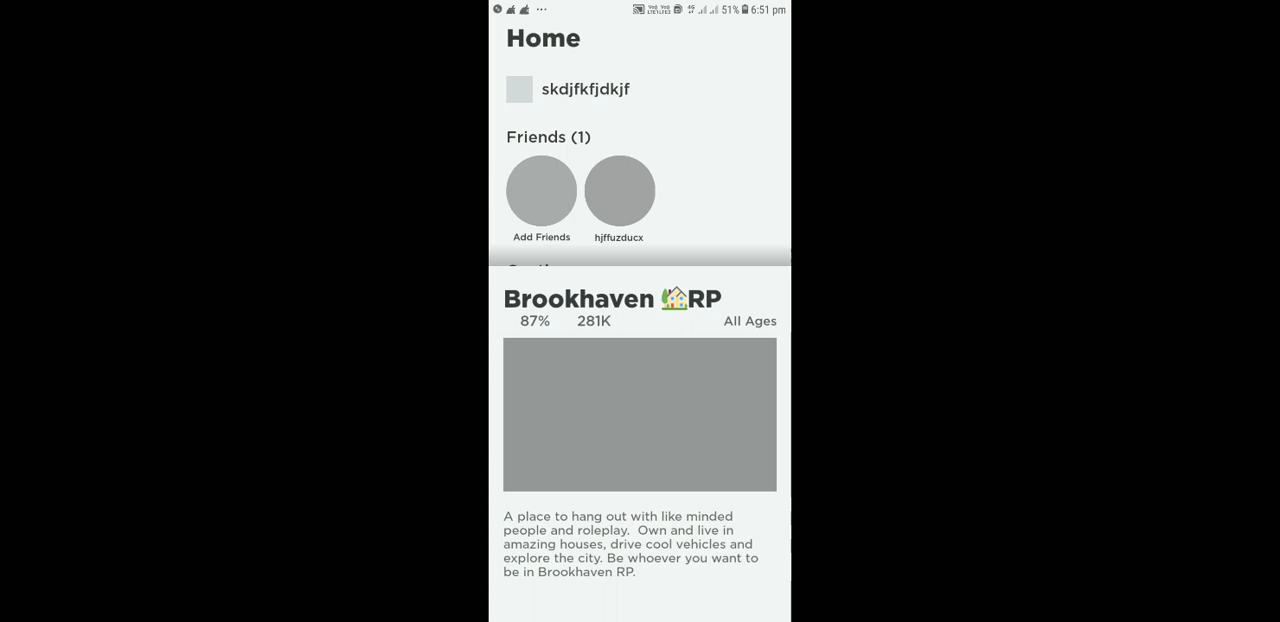 51% 6:51 pm
Home
skdjfkfjdkjf
Friends (1)
Add Friends hjffuzducx
Brookhaven 🏡RP
87% 281K All Ages
A place to hang out with like minded
people and roleplay.  Own and live in
amazing houses, drive cool vehicles and
explore the city. Be whoever you want to
be in Brookhaven RP.